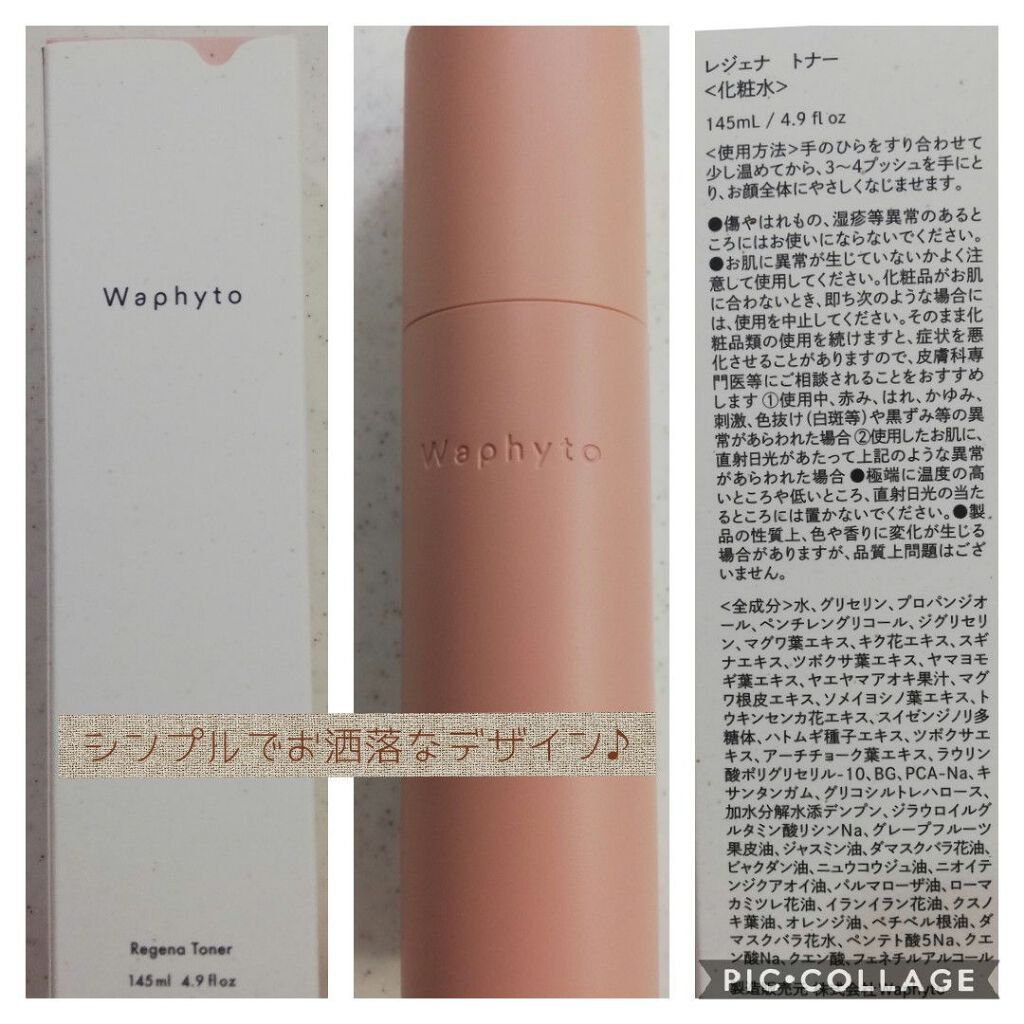 Waphyto
Regena Toner
145ml 4.9 fl oz
Waphyto
シンプルでお洒落なデザイン♪
レジェナ トナー
<化粧水>
145mL / 4.9 fl oz
<使用方法>手のひらをすり合わせて
少し温めてから、3〜4プッシュを手にと
り、お顔全体にやさしくなじませます。
●傷やはれもの、湿疹等異常のあると
ころにはお使いにならないでください。
●お肌に異常が生じていないかよく注
意して使用してください。化粧品がお肌
に合わないとき、即ち次のような場合に
は、使用を中止してください。そのまま化
粧品類の使用を続けますと、症状を悪
化させることがありますので、皮膚科専
門医等にご相談されることをおすすめ
します ①使用中、赤み、はれ、かゆみ、
刺激、色抜け(白斑等)や黒ずみ等の異
常があらわれた場合 ②使用したお肌に、
直射日光があたって上記のような異常
があらわれた場合 ●極端に温度の高
いところや低いところ、直射日光の当た
るところには置かないでください。●製
品の性質上、色や香りに変化が生じる
場合がありますが、品質上問題はござ
いません。
<全成分>水、グリセリン、プロパンジオ
ール、ペンチレングリコール、ジグリセリ
ン、マグワ葉エキス、キク花エキス、スギ
ナエキス、ツボクサ葉エキス、ヤマヨモ
ギ葉エキス、ヤエヤマアオキ果汁、マグ
ワ根皮エキス、ソメイヨシノ葉エキス、ト
ウキンセンカ花エキス、スイゼンジノリ多
糖体、ハトムギ種子エキス、ツボクサエ
キス、アーチチョーク葉エキス、ラウリン
酸ポリグリセリル-10、BG、PCA-Na、キ
サンタンガム、グリコシルトレハロース、
加水分解水添デンプン、ジラウロイルグ
ルタミン酸リシンNa、グレープフルーツ
果皮油、ジャスミン油、ダマスクバラ花油、
ビャクダン油、ニュウコウジュ油、ニオイテ
ンジクアオイ油、パルマローザ油、ローマ
カミツレ花油、イランイラン花油、クスノ
キ葉油、オレンジ油、ベチベル根油、ダ
マスクバラ花水、ペンテト酸5Na、クエ
ン酸Na、クエン酸、フェネチルアルコール
製造販売元 株式会社Waphyto
PIC•COLLAGE